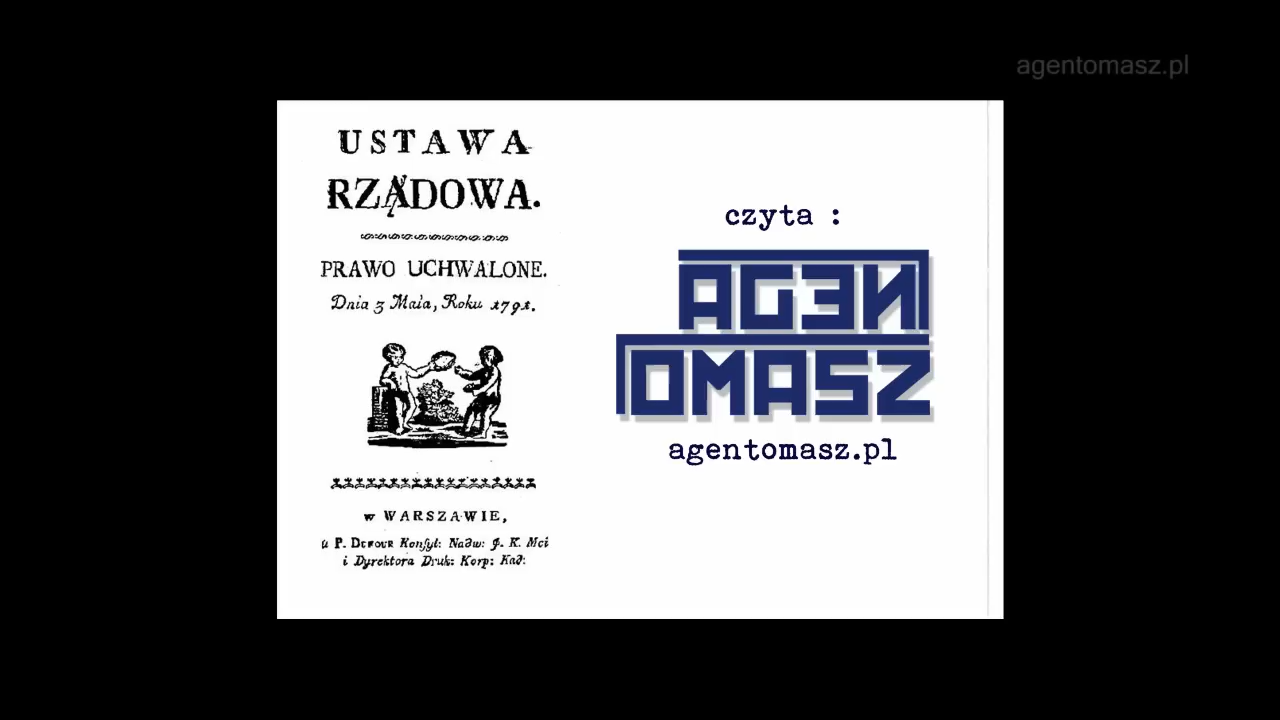 agentomasz.pl
USTAWA
RZĄDOWA.
PRAWO UCHWALONE.
Dnia 3 Maia, Roku 1791.
w WARSZAWIE,
u P. Dufour Konsyl: Nadw: J. K. Mci
i Dyrektora Druk: Korp: Kad:
czyta :
AGEN
TOMASZ
agentomasz.pl